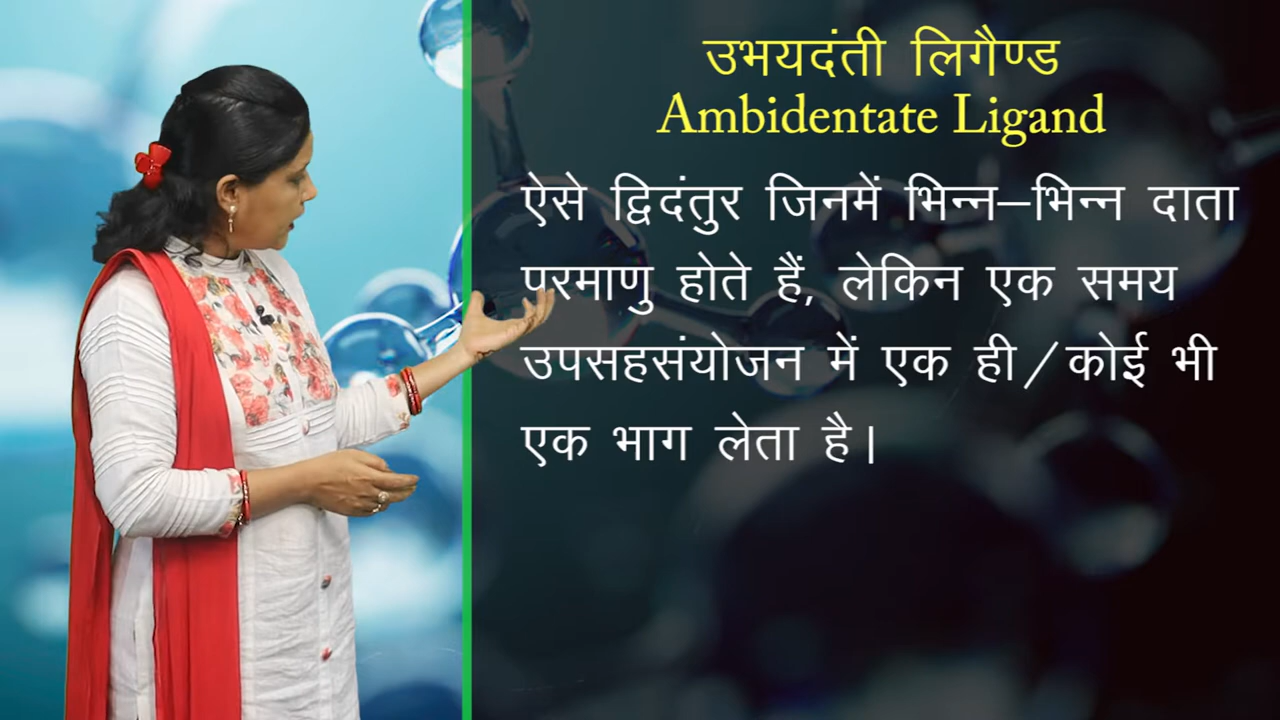 उभयदंती लिगैण्ड
Ambidentate Ligand
ऐसे द्विदंतुर जिनमें भिन्न–भिन्न दाता
परमाणु होते हैं, लेकिन एक समय
उपसहसंयोजन में एक ही/कोई भी
एक भाग लेता है।